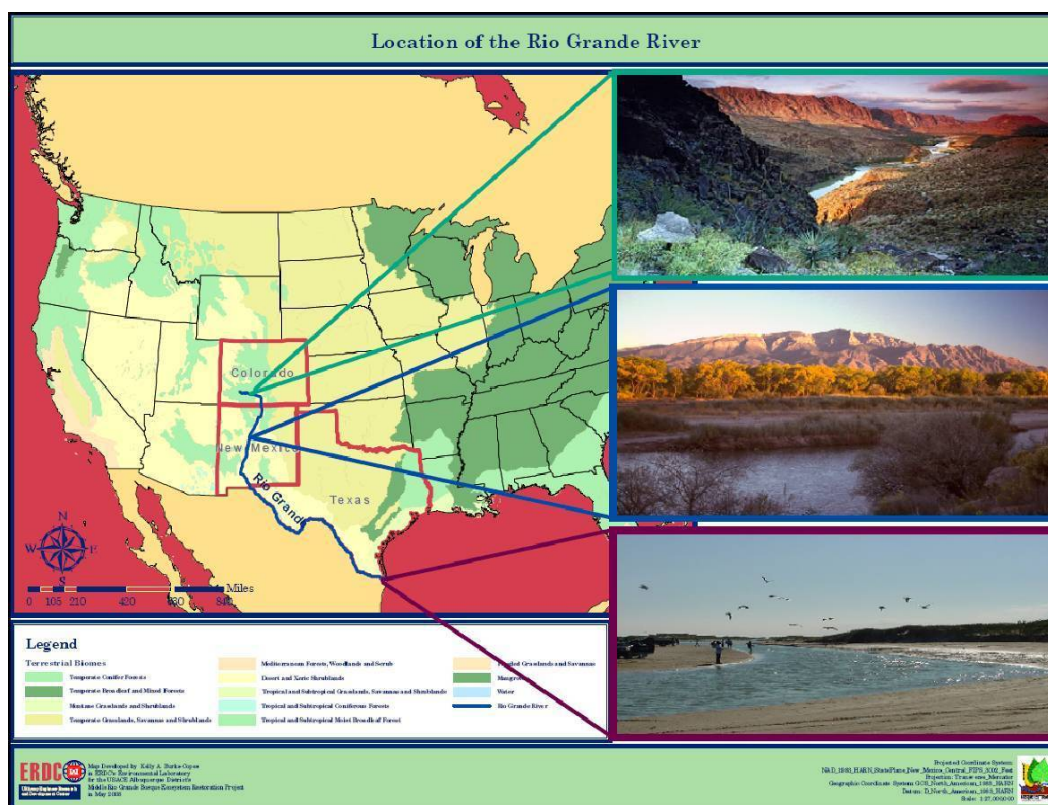 Location of the Rio Grande River
Colorado
New Mexico
Texas
Rio Grande
N
W E
S
Miles
0 105 210 420 630 840
Legend
Terrestrial Biomes
Temperate Conifer Forests
Temperate Broadleaf and Mixed Forests
Montane Grasslands and Shrublands
Temperate Grasslands, Savannas and Shrublands
Mediterranean Forests, Woodlands and Scrub
Desert and Xeric Shrublands
Tropical and Subtropical Grasslands, Savannas and Shrublands
Tropical and Subtropical Coniferous Forests
Tropical and Subtropical Moist Broadleaf Forest
Grasslands and Savannas
Water
Rio Grande River
ERDC
Map Developed by Kelly A. Burks-Copes
in ERDC's Environmental Laboratory
for the USACE Albuquerque District's
Middle Rio Grande Bosque Ecosystem Restoration Project
in May 2008
Projected Coordinate System:
NAD_1983_HARN_StatePlane_New_Mexico_Central_FIPS_3002_Feet
Projection: Transverse_Mercator
Geographic Coordinate System: GCS_North_American_1983_HARN
Datum: D_North_American_1983_HARN
Scale: